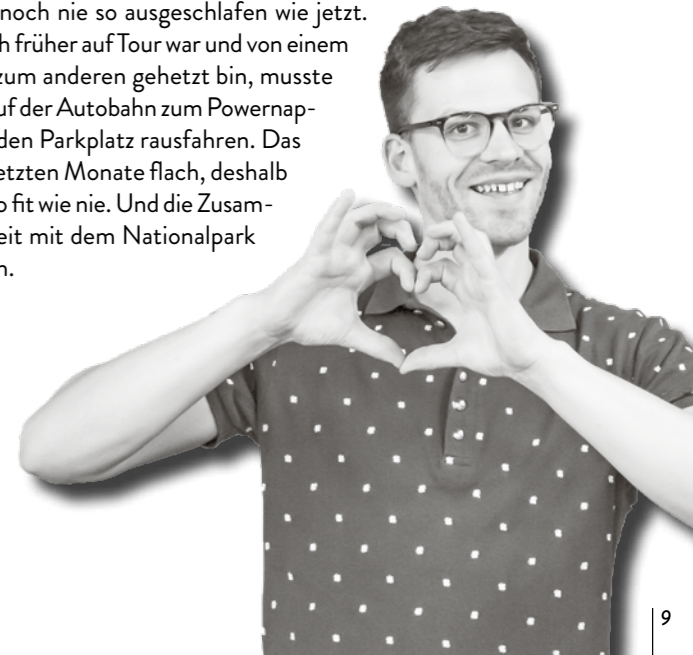 noch nie so ausgeschlafen wie jetzt.
h früher auf Tour war und von einem
zum anderen gehetzt bin, musste
uf der Autobahn zum Powernap-
den Parkplatz rausfahren. Das
etzten Monate flach, deshalb
o fit wie nie. Und die Zusam-
eit mit dem Nationalpark
n.
9